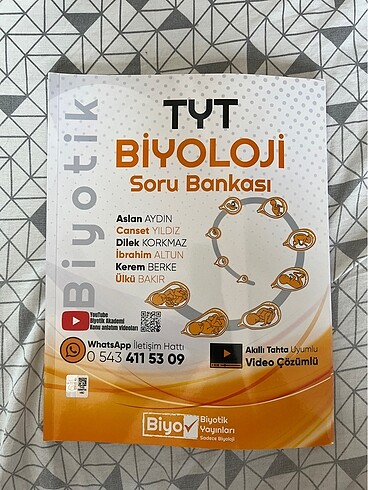 Biyotik
TYT
BİYOLOJİ
Soru Bankası
Aslan AYDIN
Canset YILDIZ
Dilek KORKMAZ
İbrahim ALTUN
Kerem BERKE
Ülkü BAKIR
YouTube
Biyotik Akademi
Konu anlatım videoları
WhatsApp İletişim Hattı
0 543 411 53 09
Akıllı Tahta Uyumlu
Video Çözümlü
Biyo
Biyotik
Yayınları
Sadece Biyoloji